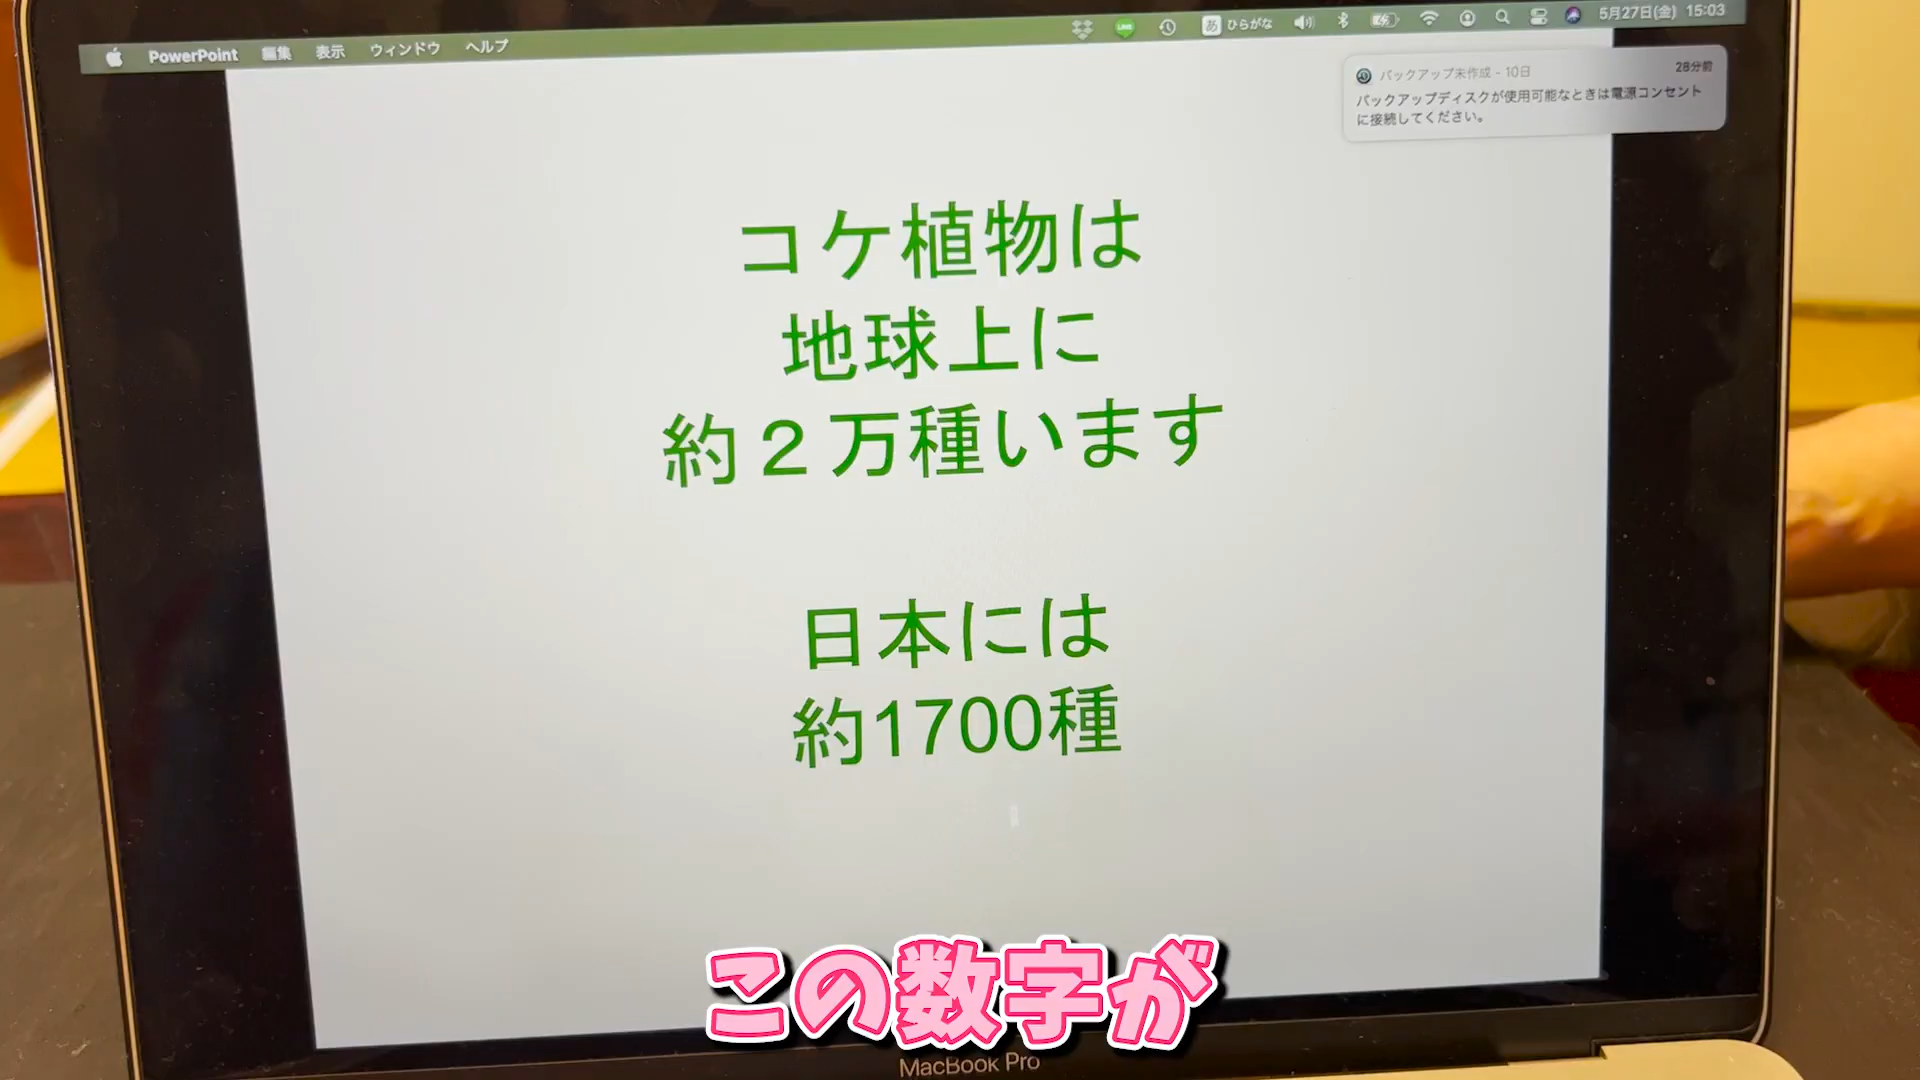 PowerPoint 編集 表示 ウィンドウ ヘルプ
LINE あ ひらがな 5月27日(金) 15:03
バックアップ未作成 - 10日 28分前
バックアップディスクが使用可能なときは電源コンセント
に接続してください。
コケ植物は
地球上に
約２万種います
日本には
約1700種
この数字が
MacBook Pro